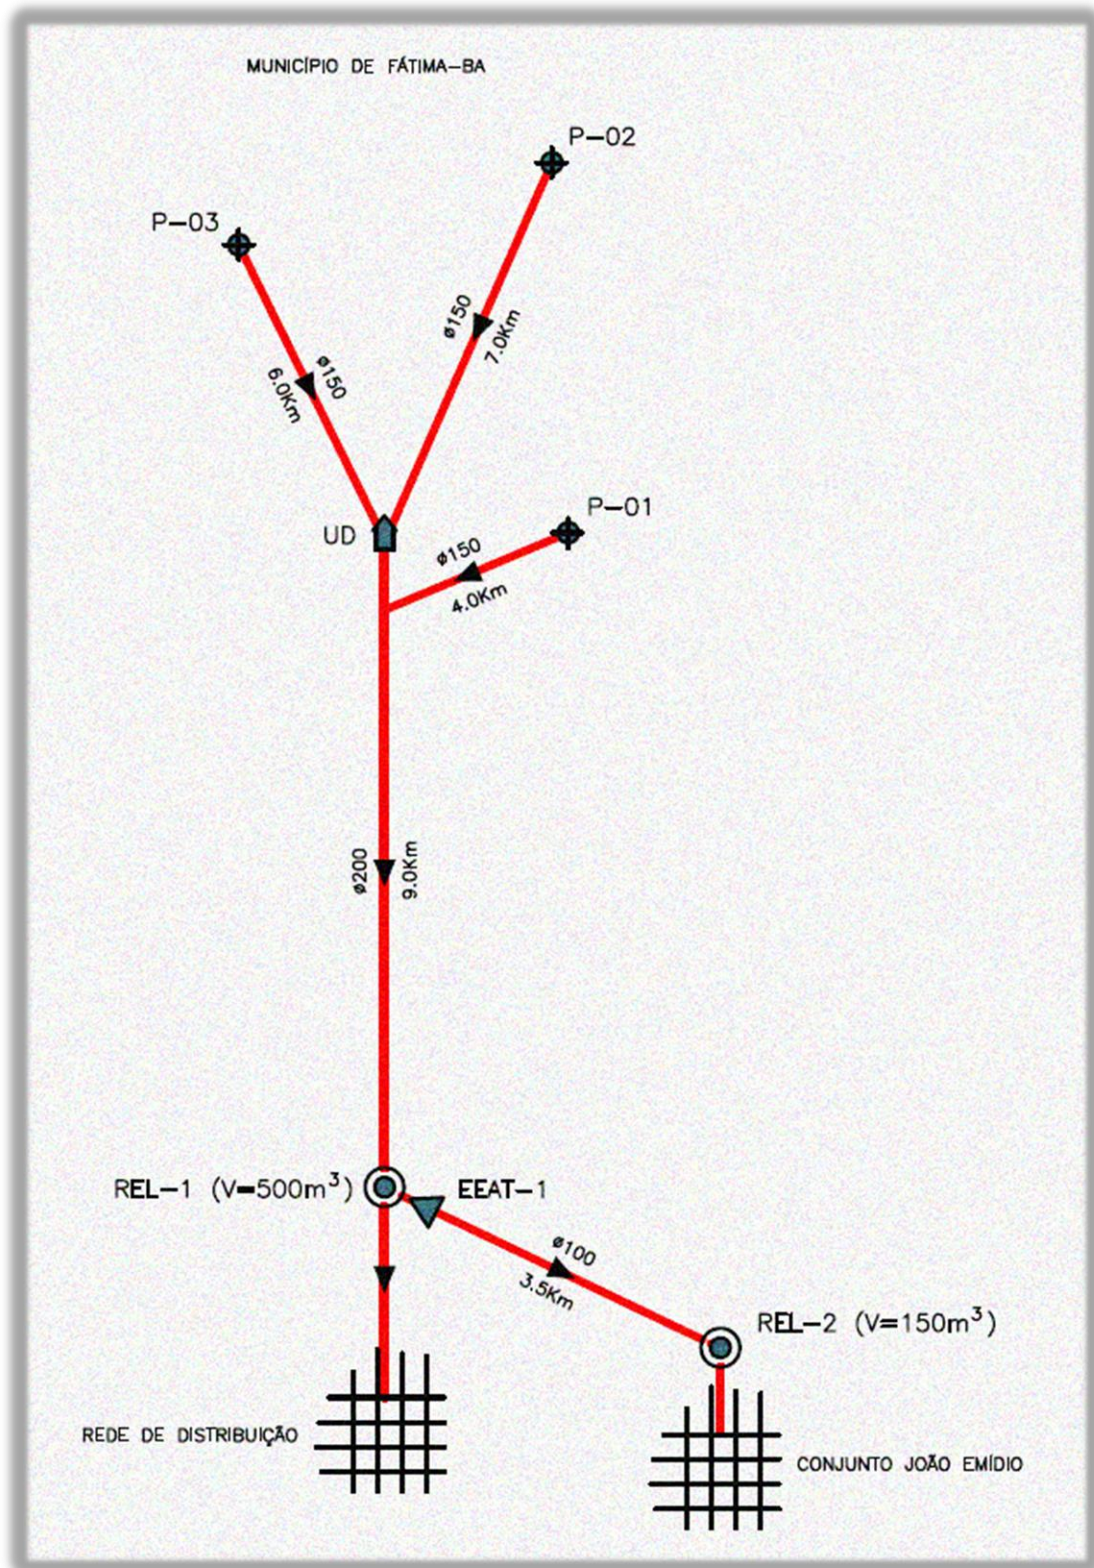 MUNICÍPIO DE FÁTIMA-BA
P-02
P-03
ø150
7.0Km
ø150
6.0Km
P-01
UD
ø150
4.0Km
ø200
9.0Km
REL-1 (V=500m³)
EEAT-1
ø100
3.5Km
REL-2 (V=150m³)
REDE DE DISTRIBUIÇÃO
CONJUNTO JOÃO EMÍDIO